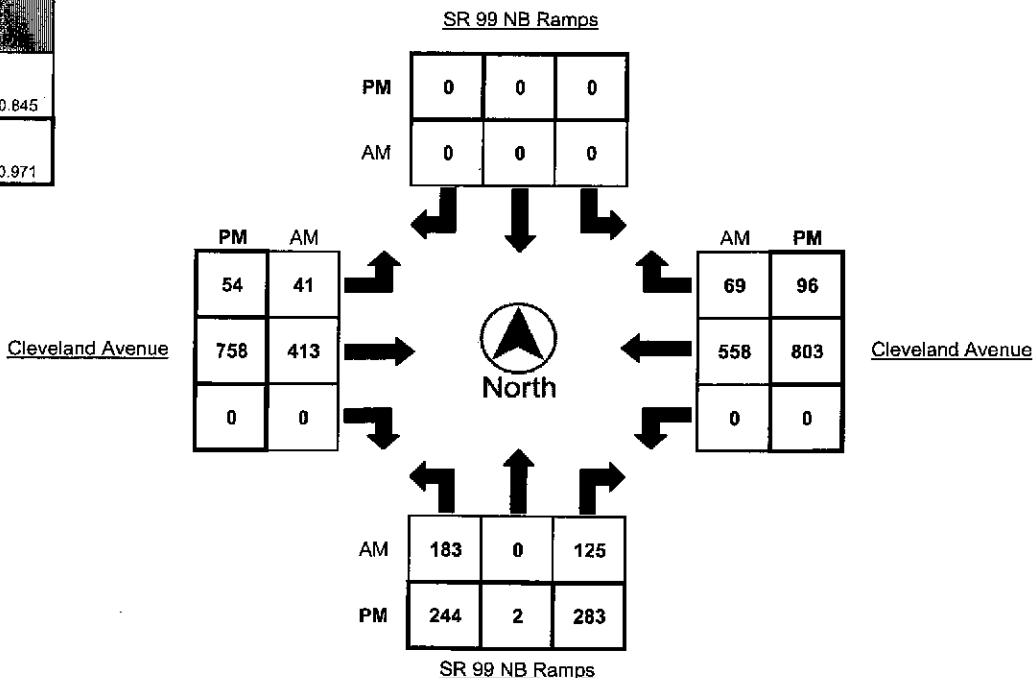 SR 99 NB Ramps
PM 0 0 0
AM 0 0 0
0.845
0.971
PM AM
54 41
758 413
0 0
Cleveland Avenue
North
AM PM
69 96
558 803
0 0
Cleveland Avenue
AM 183 0 125
PM 244 2 283
SR 99 NB Ramps